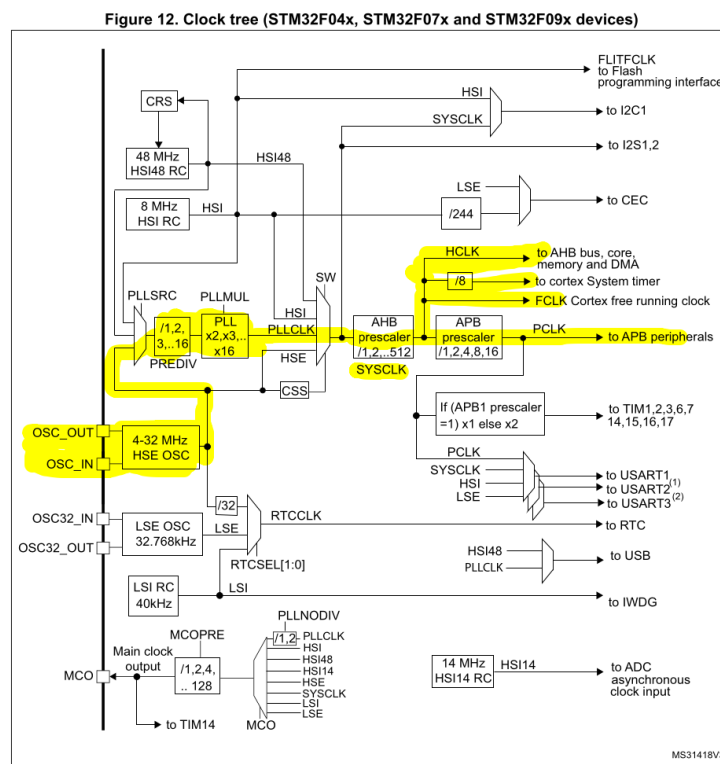 Figure 12. Clock tree (STM32F04x, STM32F07x and STM32F09x devices)
FLITFCLK
to Flash
programming interface
HSI
to I2C1
SYSCLK
to I2S1,2
CRS
48 MHz
HSI48 RC
HSI48
LSE
to CEC
/244
8 MHz
HSI RC
HSI
HCLK
to AHB bus, core,
memory and DMA
/8
to cortex System timer
FCLK Cortex free running clock
SW
PLLSRC
PLLMUL
HSI
/1,2,
3,..16
PREDIV
PLL
x2,x3,..
x16
PLLCLK
HSE
AHB
prescaler
/1,2,..512
SYSCLK
APB
prescaler
/1,2,4,8,16
PCLK
to APB peripherals
CSS
If (APB1 prescaler
=1) x1 else x2
to TIM1,2,3,6,7
14,15,16,17
OSC_OUT
OSC_IN
4-32 MHz
HSE OSC
PCLK
SYSCLK
HSI
LSE
to USART1
to USART2(1)
to USART3(2)
/32
OSC32_IN
OSC32_OUT
LSE OSC
32.768kHz
LSE
RTCCLK
to RTC
RTCSEL[1:0]
HSI48
PLLCLK
to USB
LSI RC
40kHz
LSI
to IWDG
PLLNODIV
MCOPRE
/1,2
PLLCLK
HSI
HSI48
HSI14
HSE
SYSCLK
LSI
LSE
Main clock
output
/1,2,4,
.. 128
MCO
MCO
to TIM14
14 MHz
HSI14 RC
HSI14
to ADC
asynchronous
clock input